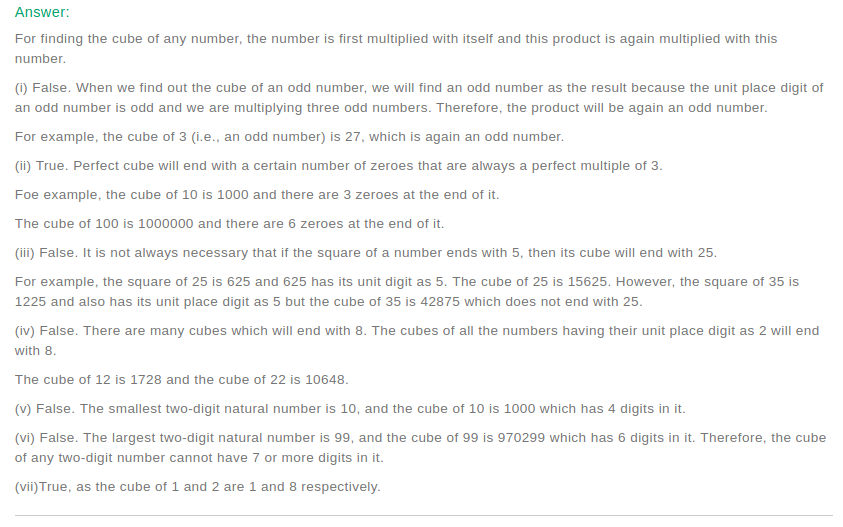 Answer:
For finding the cube of any number, the number is first multiplied with itself and this product is again multiplied with this
number.
(i) False. When we find out the cube of an odd number, we will find an odd number as the result because the unit place digit of
an odd number is odd and we are multiplying three odd numbers. Therefore, the product will be again an odd number.
For example, the cube of 3 (i.e., an odd number) is 27, which is again an odd number.
(ii) True. Perfect cube will end with a certain number of zeroes that are always a perfect multiple of 3.
Foe example, the cube of 10 is 1000 and there are 3 zeroes at the end of it.
The cube of 100 is 1000000 and there are 6 zeroes at the end of it.
(iii) False. It is not always necessary that if the square of a number ends with 5, then its cube will end with 25.
For example, the square of 25 is 625 and 625 has its unit digit as 5. The cube of 25 is 15625. However, the square of 35 is
1225 and also has its unit place digit as 5 but the cube of 35 is 42875 which does not end with 25.
(iv) False. There are many cubes which will end with 8. The cubes of all the numbers having their unit place digit as 2 will end
with 8.
The cube of 12 is 1728 and the cube of 22 is 10648.
(v) False. The smallest two-digit natural number is 10, and the cube of 10 is 1000 which has 4 digits in it.
(vi) False. The largest two-digit natural number is 99, and the cube of 99 is 970299 which has 6 digits in it. Therefore, the cube
of any two-digit number cannot have 7 or more digits in it.
(vii)True, as the cube of 1 and 2 are 1 and 8 respectively.